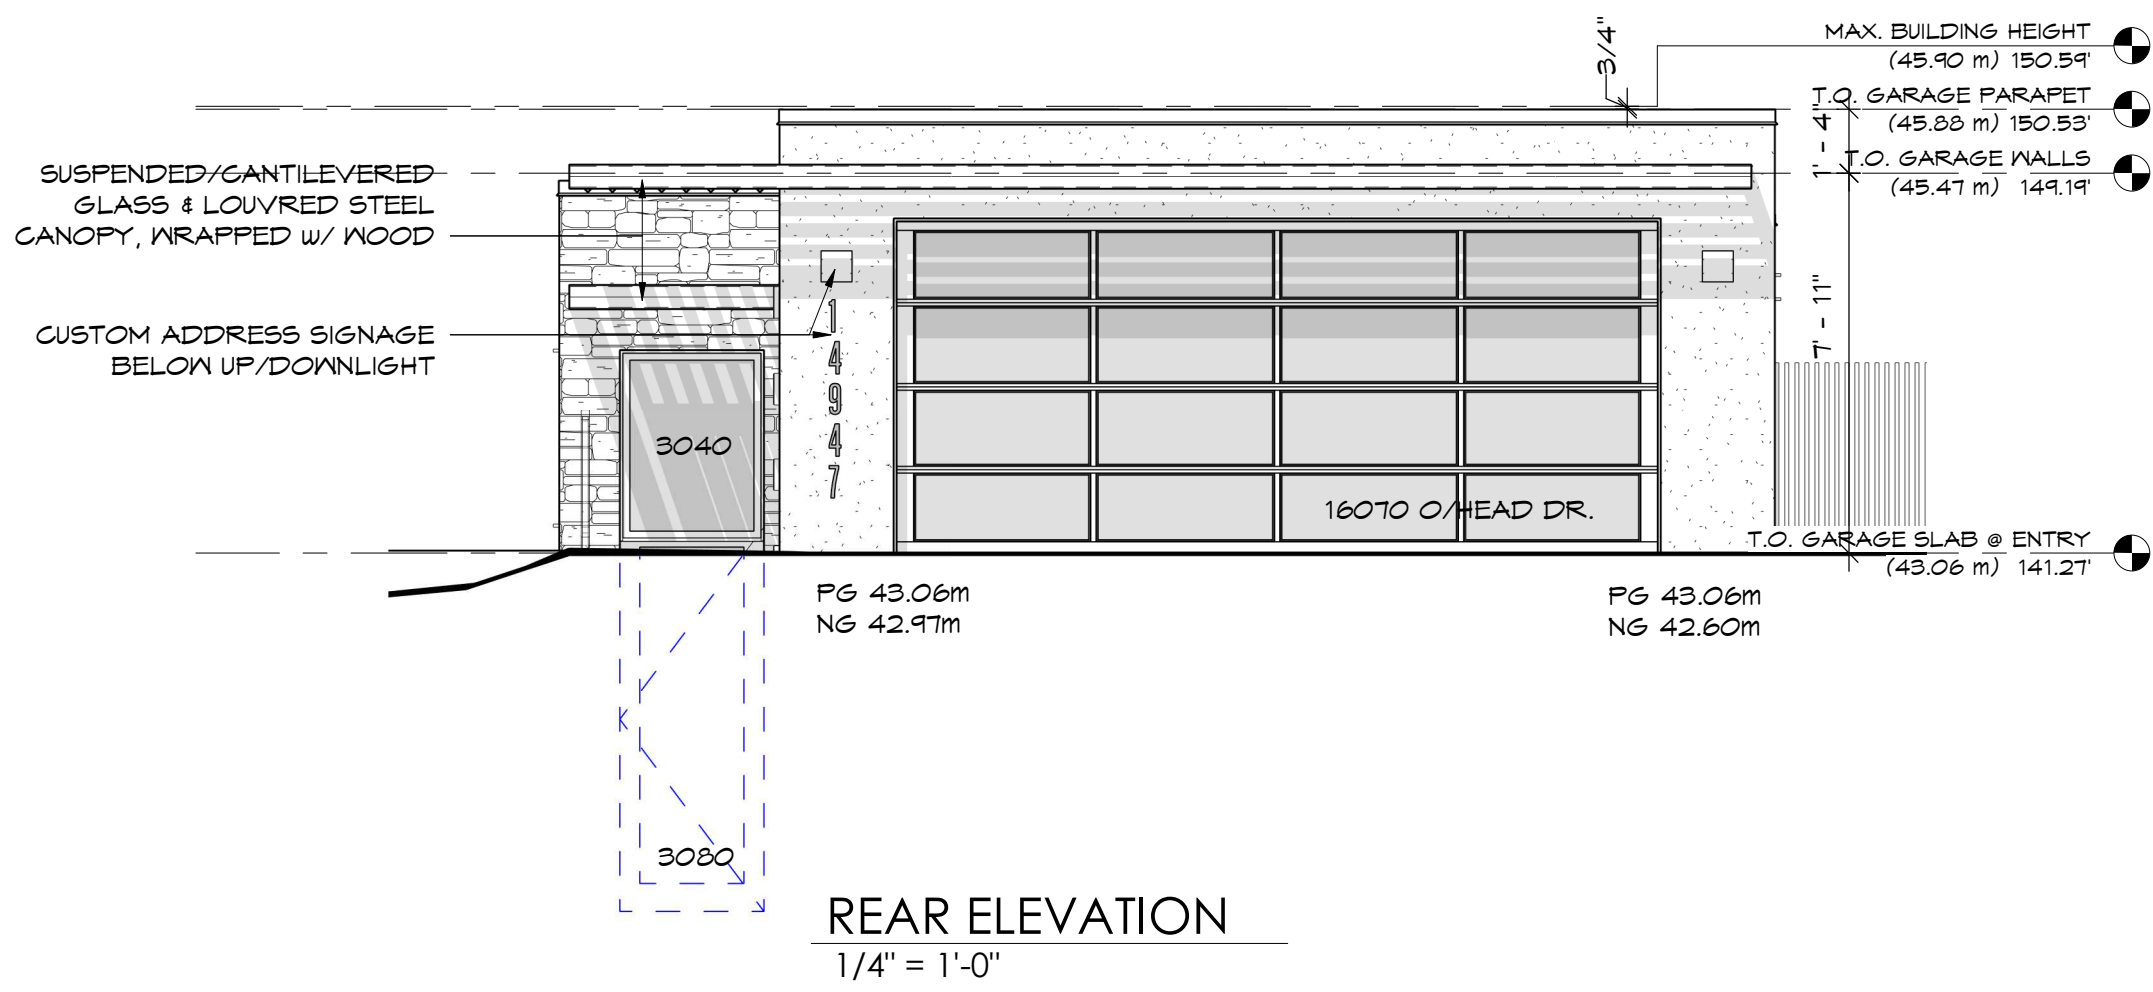 3/4"
MAX. BUILDING HEIGHT
(45.90 m) 150.59'
T.O. GARAGE PARAPET
(45.88 m) 150.53'
1' - 4"
T.O. GARAGE WALLS
(45.47 m) 149.19'
SUSPENDED/CANTILEVERED
GLASS & LOUVRED STEEL
CANOPY, WRAPPED w/ WOOD
CUSTOM ADDRESS SIGNAGE
BELOW UP/DOWNLIGHT
1
4
9
4
7
7' - 11"
3040
16070 O/HEAD DR.
T.O. GARAGE SLAB @ ENTRY
(43.06 m) 141.27'
PG 43.06m
NG 42.97m
PG 43.06m
NG 42.60m
3080
REAR ELEVATION
1/4" = 1'-0"